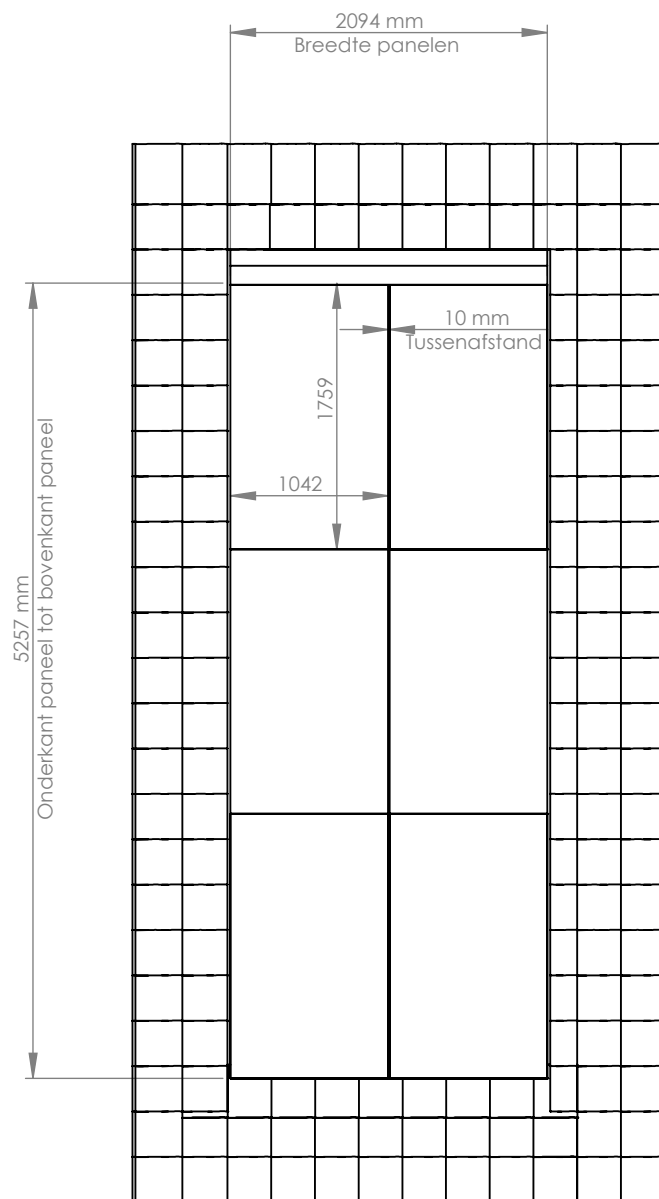 2094 mm
Breedte panelen
10 mm
Tussenafstand
1759
1042
5257 mm
Onderkant paneel tot bovenkant paneel